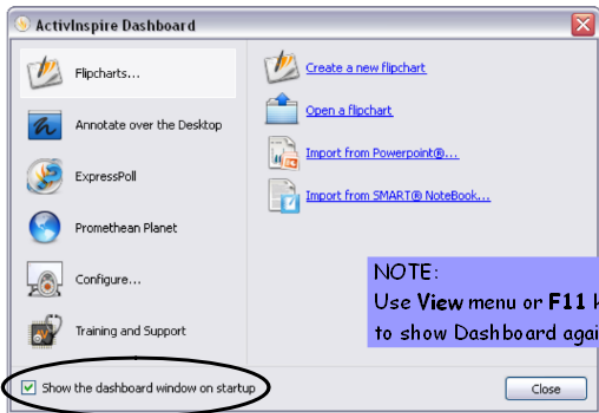 ActivInspire Dashboard
Flipcharts...
Annotate over the Desktop
ExpressPoll
Promethean Planet
Configure...
Training and Support
Create a new flipchart
Open a flipchart
Import from Powerpoint®...
Import from SMART® NoteBook...
NOTE:
Use View menu or F11
to show Dashboard
Show the dashboard window on startup
Close